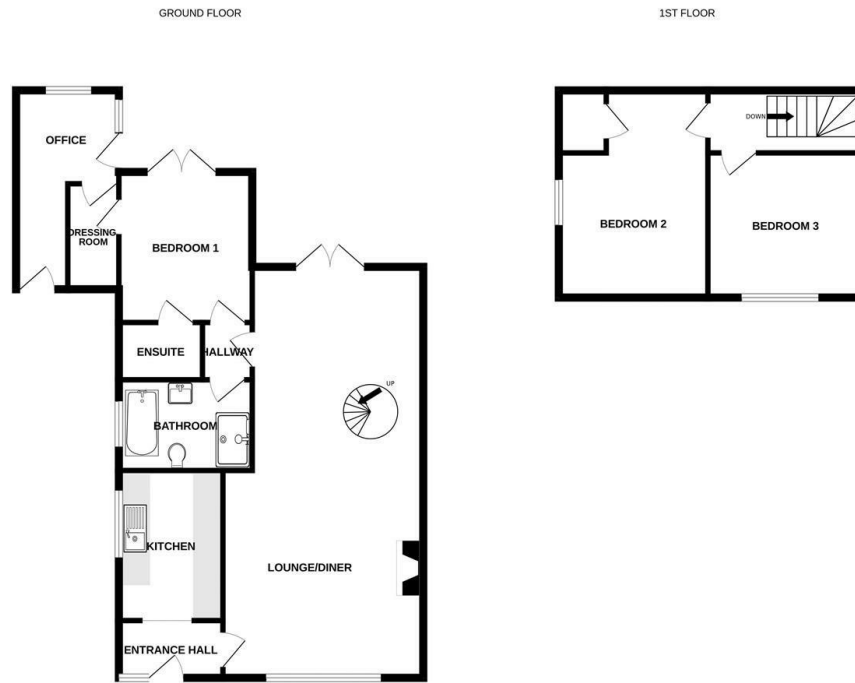 GROUND FLOOR
1ST FLOOR
OFFICE
DRESSING
ROOM
BEDROOM 1
ENSUITE
HALLWAY
UP
BATHROOM
KITCHEN
LOUNGE/DINER
ENTRANCE HALL
DOWN
BEDROOM 2
BEDROOM 3